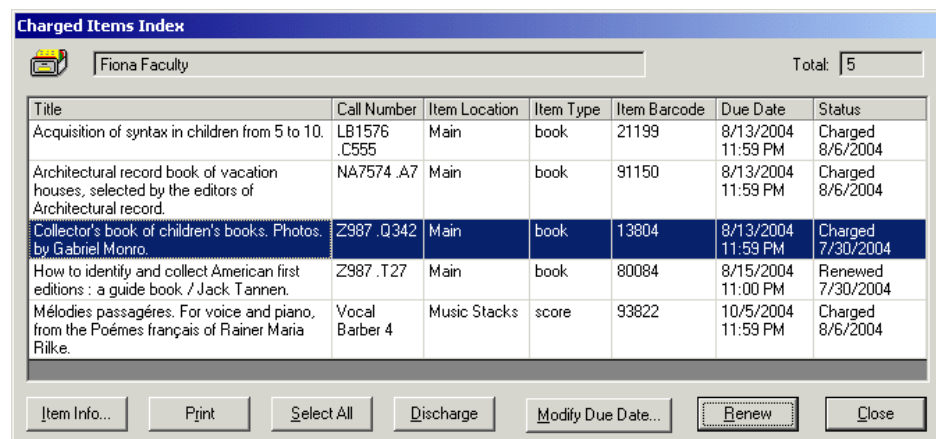 Charged Items Index
Fiona Faculty Total: 5
Title Call Number Item Location Item Type Item Barcode Due Date Status
Acquisition of syntax in children from 5 to 10. LB1576 Main book 21199 8/13/2004 Charged
.C555 11:59 PM 8/6/2004
Architectural record book of vacation NA7574 .A7 Main book 91150 8/13/2004 Charged
houses, selected by the editors of 11:59 PM 8/6/2004
Architectural record.
Collector's book of children's books. Photos. Z987 .Q342 Main book 13804 8/13/2004 Charged
by Gabriel Monro. 11:59 PM 7/30/2004
How to identify and collect American first Z987 .T27 Main book 80084 8/15/2004 Renewed
editions : a guide book / Jack Tannen. 11:00 PM 7/30/2004
Mélodies passagéres. For voice and piano, Vocal Music Stacks score 93822 10/5/2004 Charged
from the Poémes français of Rainer Maria Barber 4 11:59 PM 8/6/2004
Rilke.
Item Info... Print Select All Discharge Modify Due Date... Renew Close